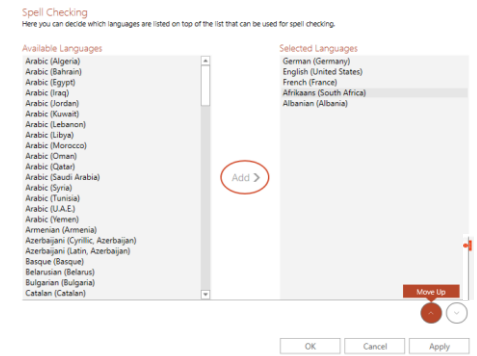 Spell Checking
Here you can decide which languages are listed on top of the list that can be used for spell checking.
Available Languages
Arabic (Algeria)
Arabic (Bahrain)
Arabic (Egypt)
Arabic (Iraq)
Arabic (Jordan)
Arabic (Kuwait)
Arabic (Lebanon)
Arabic (Libya)
Arabic (Morocco)
Arabic (Oman)
Arabic (Qatar)
Arabic (Saudi Arabia)
Arabic (Syria)
Arabic (Tunisia)
Arabic (U.A.E.)
Arabic (Yemen)
Armenian (Armenia)
Azerbaijani (Cyrillic, Azerbaijan)
Azerbaijani (Latin, Azerbaijan)
Basque (Basque)
Belarusian (Belarus)
Bulgarian (Bulgaria)
Catalan (Catalan)
Add
Selected Languages
German (Germany)
English (United States)
French (France)
Afrikaans (South Africa)
Albanian (Albania)
Move Up
OK
Cancel
Apply